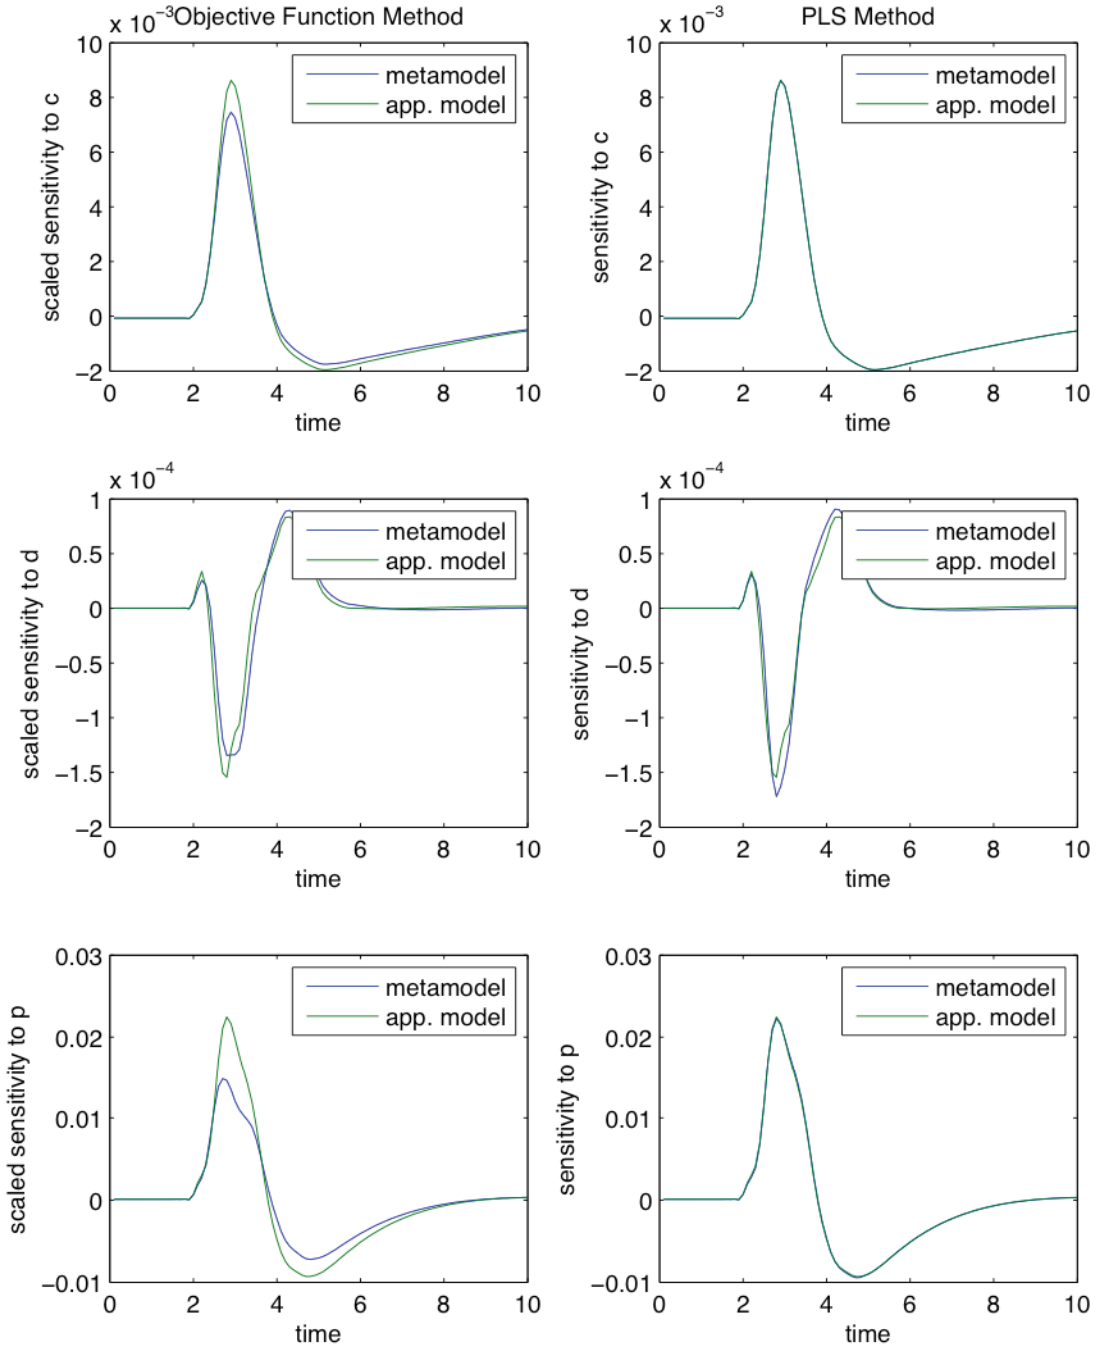 x 10−3 Objective Function Method
10
8
6
4
2
0
−2
scaled sensitivity to c
metamodel
app. model
0 2 4 6 8 10
time
x 10−3 PLS Method
10
8
6
4
2
0
−2
sensitivity to c
metamodel
app. model
0 2 4 6 8 10
time
x 10−4
1
0.5
0
−0.5
−1
−1.5
−2
scaled sensitivity to d
metamodel
app. model
0 2 4 6 8 10
time
x 10−4
1
0.5
0
−0.5
−1
−1.5
−2
sensitivity to d
metamodel
app. model
0 2 4 6 8 10
time
0.03
0.02
0.01
0
−0.01
scaled sensitivity to p
metamodel
app. model
0 2 4 6 8 10
time
0.03
0.02
0.01
0
−0.01
sensitivity to p
metamodel
app. model
0 2 4 6 8 10
time